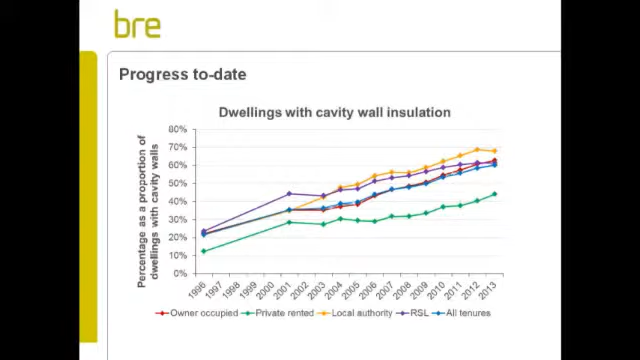 bre
Progress to-date
Dwellings with cavity wall insulation
Percentage as a proportion of
dwellings with cavity walls
80%
70%
60%
50%
40%
30%
20%
10%
0%
1996 1997 1998 1999 2000 2001 2002 2003 2004 2005 2006 2007 2008 2009 2010 2011 2012 2013
Owner occupied Private rented Local authority RSL All tenures